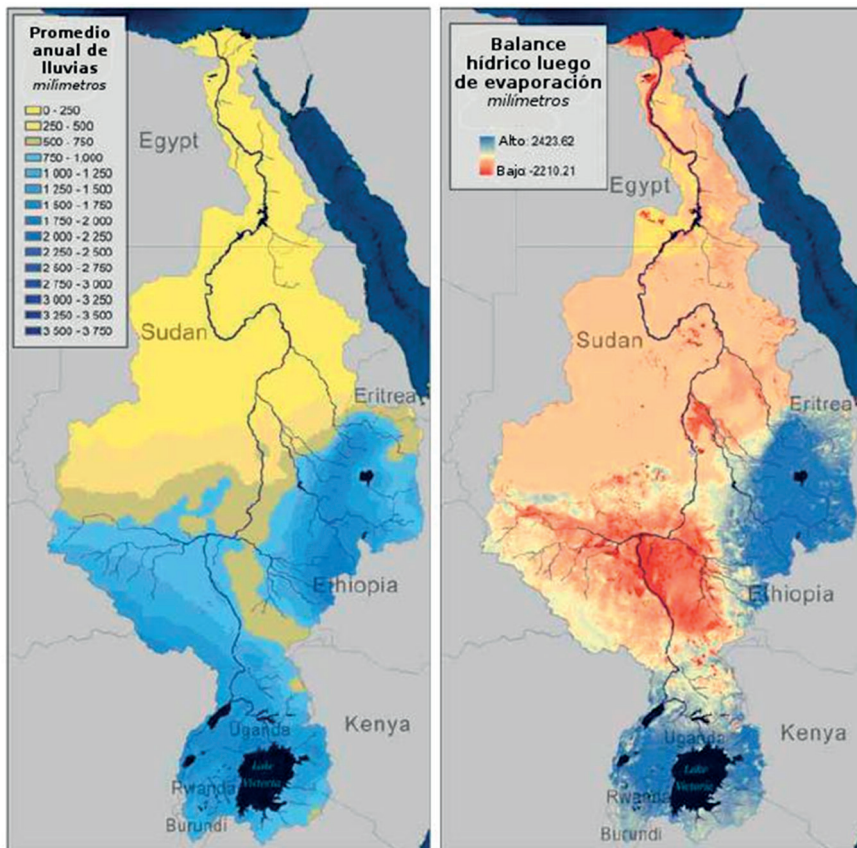 Promedio
anual de
lluvias
milímetros
0 - 250
250 - 500
500 - 750
750 - 1,000
1 000 - 1 250
1 250 - 1 500
1 500 - 1 750
1 750 - 2 000
2 000 - 2 250
2 250 - 2 500
2 500 - 2 750
2 750 - 3 000
3 000 - 3 250
3 250 - 3 500
3 500 - 3 750
Egypt
Sudan
Eritrea
Ethiopia
Uganda
Kenya
Lake
Victoria
Rwanda
Burundi
Balance
hídrico luego
de evaporación
milímetros
Alto: 2423.62
Bajo: -2210.21
Egypt
Sudan
Eritrea
Ethiopia
Uganda
Kenya
Lake
Victoria
Rwanda
Burundi